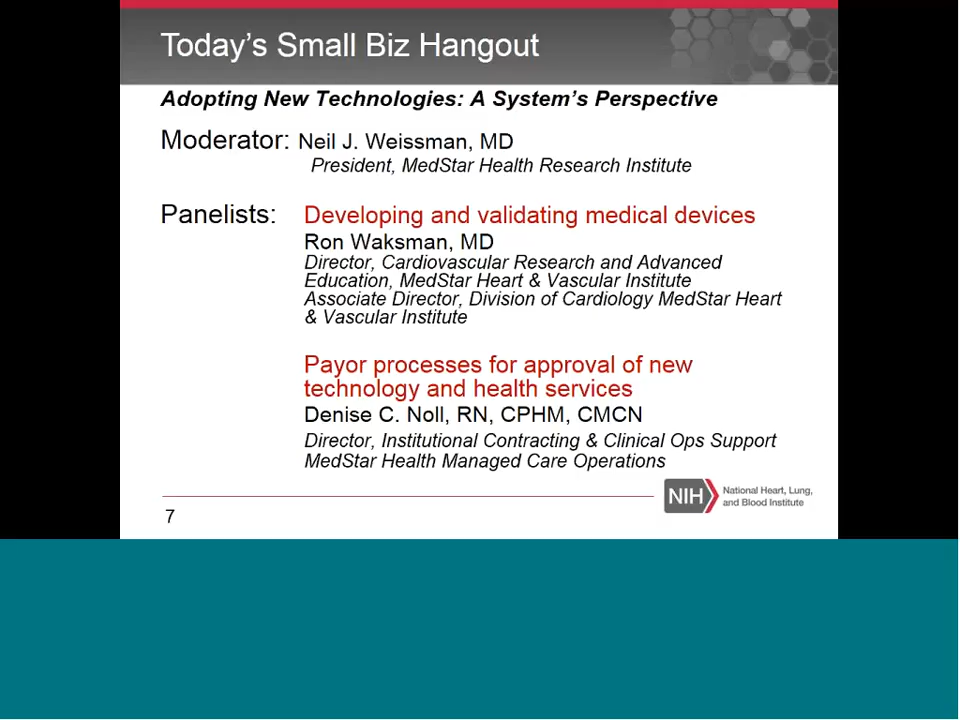 Today's Small Biz Hangout
Adopting New Technologies: A System's Perspective
Moderator: Neil J. Weissman, MD
President, MedStar Health Research Institute
Panelists: Developing and validating medical devices
Ron Waksman, MD
Director, Cardiovascular Research and Advanced
Education, MedStar Heart & Vascular Institute
Associate Director, Division of Cardiology MedStar Heart
& Vascular Institute
Payor processes for approval of new
technology and health services
Denise C. Noll, RN, CPHM, CMCN
Director, Institutional Contracting & Clinical Ops Support
MedStar Health Managed Care Operations
NIH National Heart, Lung,
and Blood Institute
7